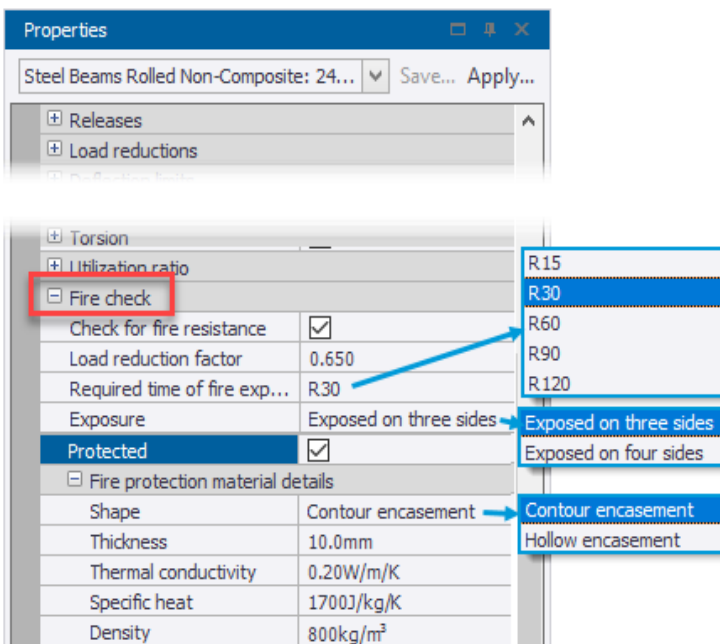 Properties
Steel Beams Rolled Non-Composite: 24... Save... Apply...
Releases
Load reductions
Deflection limits
Torsion
Utilization ratio
Fire check
Check for fire resistance
Load reduction factor 0.650
Required time of fire exp... R30
Exposure Exposed on three sides
Protected
Fire protection material details
Shape Contour encasement
Thickness 10.0mm
Thermal conductivity 0.20W/m/K
Specific heat 1700J/kg/K
Density 800kg/m³
R15
R30
R60
R90
R120
Exposed on three sides
Exposed on four sides
Contour encasement
Hollow encasement